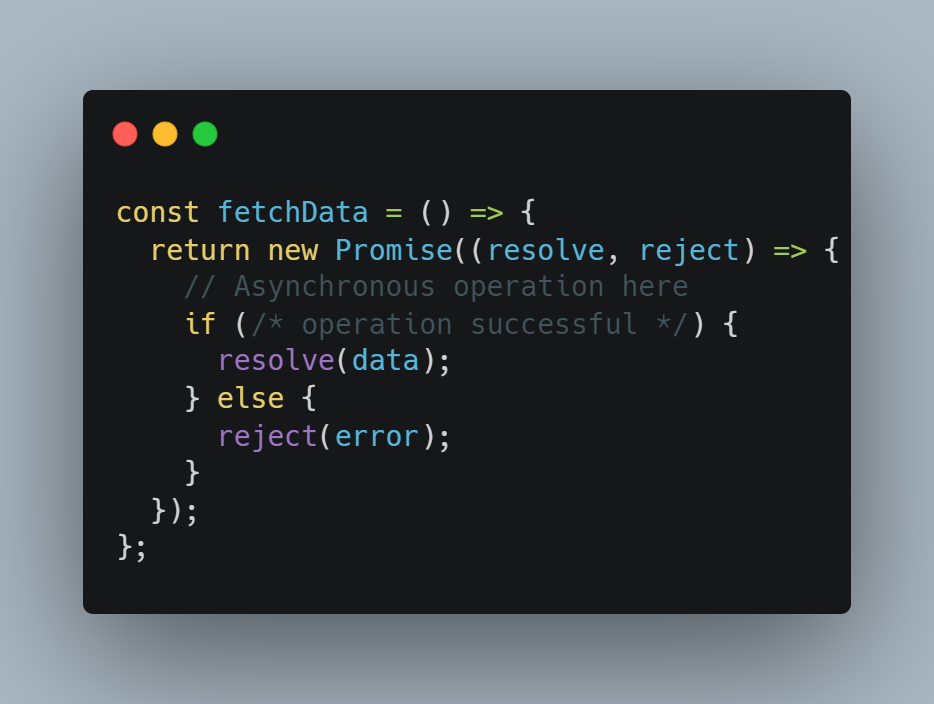 const fetchData = () => {
  return new Promise((resolve, reject) => {
    // Asynchronous operation here
    if (/* operation successful */) {
      resolve(data);
    } else {
      reject(error);
    }
  });
};